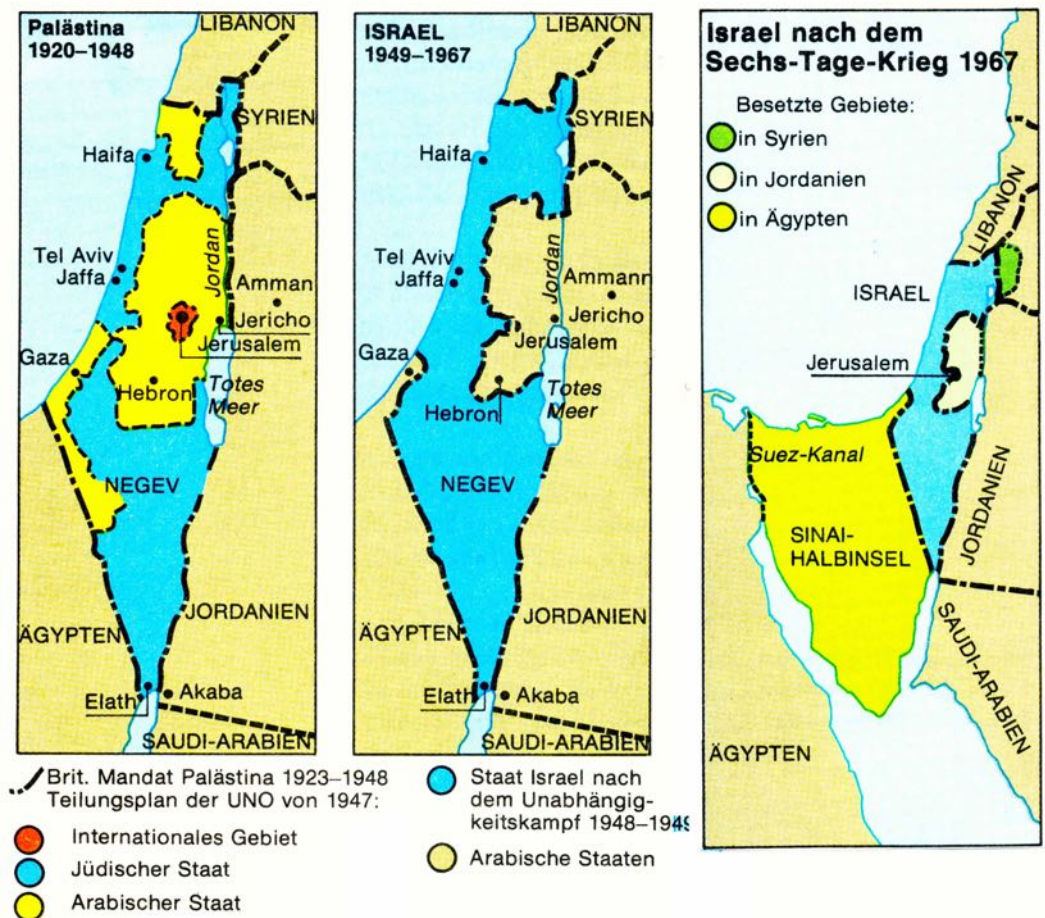 Palästina
1920–1948
LIBANON
SYRIEN
Haifa
Tel Aviv
Jaffa
Jordan
Amman
Jericho
Jerusalem
Gaza
Hebron
Totes
Meer
NEGEV
JORDANIEN
ÄGYPTEN
Elath
Akaba
SAUDI-ARABIEN
Brit. Mandat Palästina 1923–1948
Teilungsplan der UNO von 1947:
Internationales Gebiet
Jüdischer Staat
Arabischer Staat
ISRAEL
1949–1967
LIBANON
SYRIEN
Haifa
Tel Aviv
Jaffa
Jordan
Ammann
Jericho
Jerusalem
Gaza
Hebron
Totes
Meer
NEGEV
JORDANIEN
ÄGYPTEN
Elath
Akaba
SAUDI-ARABIEN
Staat Israel nach
dem Unabhängig-
keitskampf 1948–1949
Arabische Staaten
Israel nach dem
Sechs-Tage-Krieg 1967
Besetzte Gebiete:
in Syrien
in Jordanien
in Ägypten
LIBANON
ISRAEL
Jerusalem
Suez-Kanal
SINAI-
HALBINSEL
JORDANIEN
SAUDI-ARABIEN
ÄGYPTEN